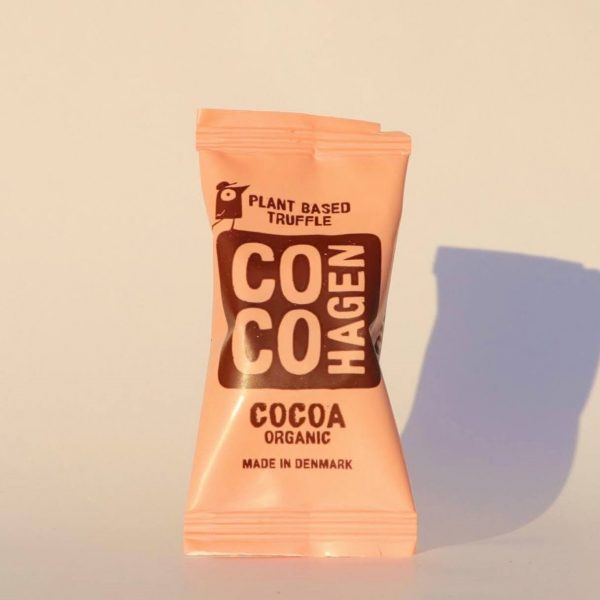 PLANT BASED
TRUFFLE
CO
CO
HAGEN
COCOA
ORGANIC
MADE IN DENMARK